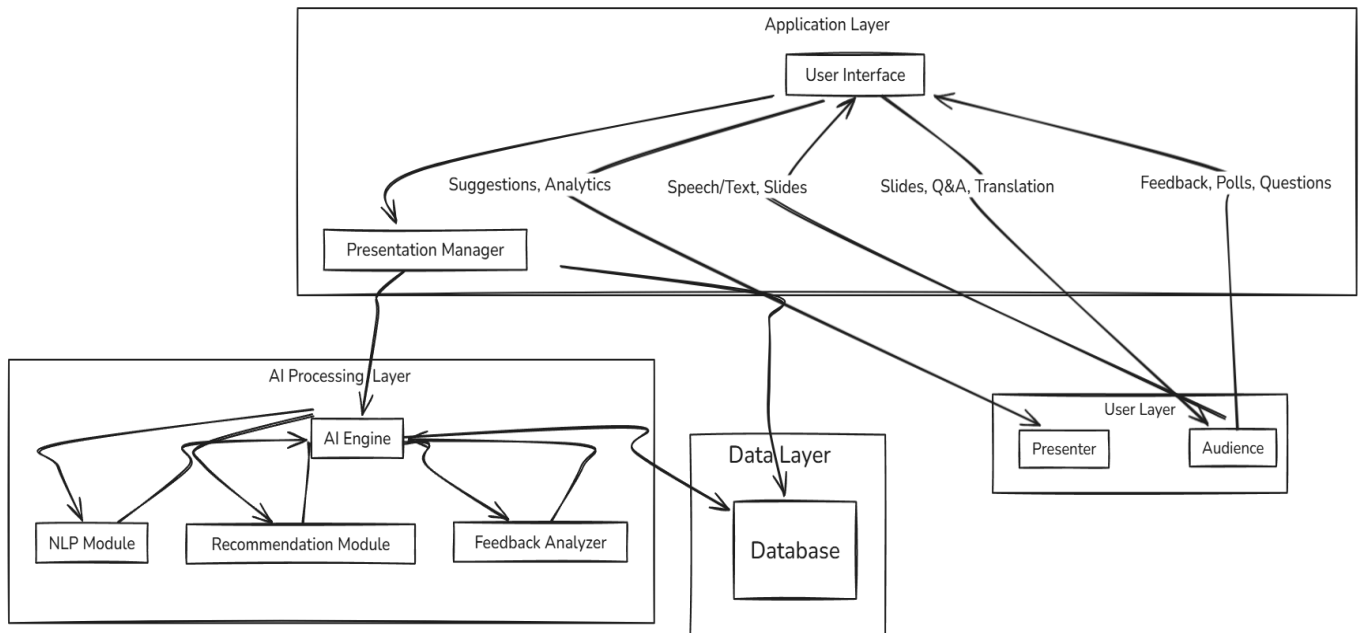 Application Layer
User Interface
Suggestions, Analytics
Speech/Text, Slides
Slides, Q&A, Translation
Feedback, Polls, Questions
Presentation Manager
AI Processing Layer
AI Engine
NLP Module
Recommendation Module
Feedback Analyzer
Data Layer
Database
User Layer
Presenter
Audience